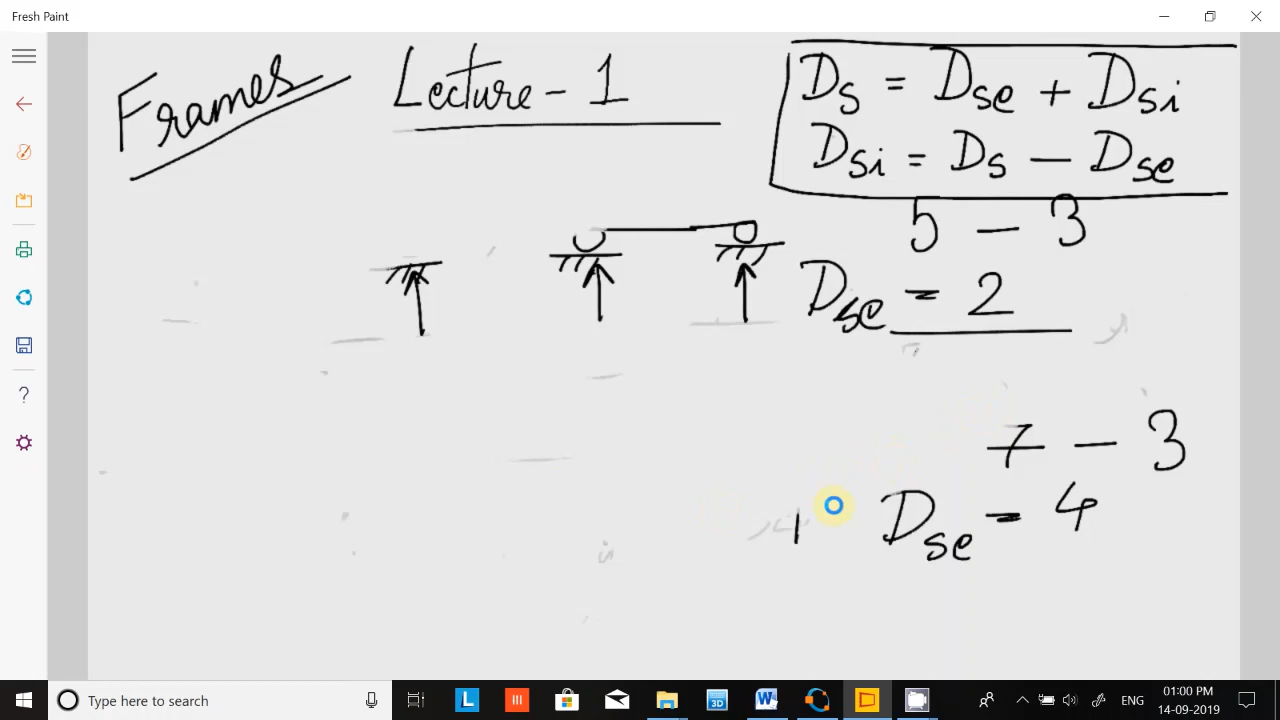 Fresh Paint
Frames
Lecture - 1
Ds = Dse + Dsi
Dsi = Ds - Dse
5 - 3
Dse = 2
7 - 3
Dse = 4
Type here to search
ENG
01:00 PM
14-09-2019